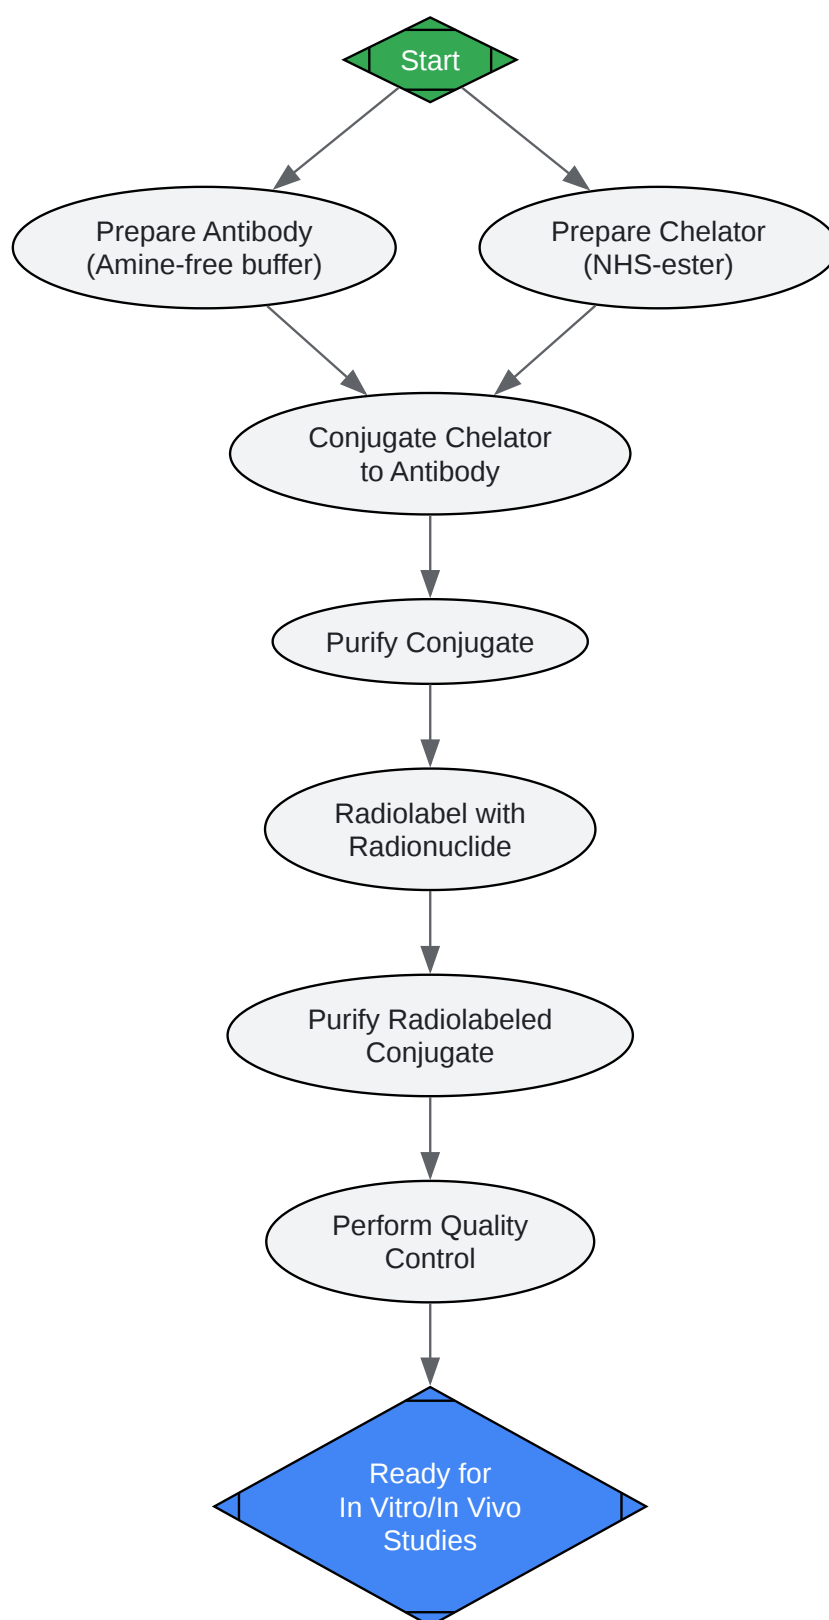 Start
Prepare Antibody
(Amine-free buffer)
Prepare Chelator
(NHS-ester)
Conjugate Chelator
to Antibody
Purify Conjugate
Radiolabel with
Radionuclide
Purify Radiolabeled
Conjugate
Perform Quality
Control
Ready for
In Vitro/In Vivo
Studies